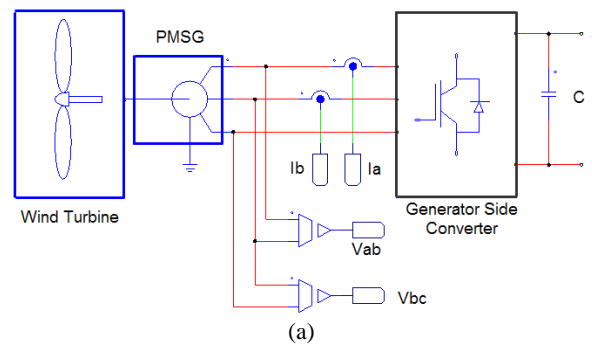 PMSG
Wind Turbine
Ib
Ia
Generator Side
Converter
C
Vab
Vbc
(a)